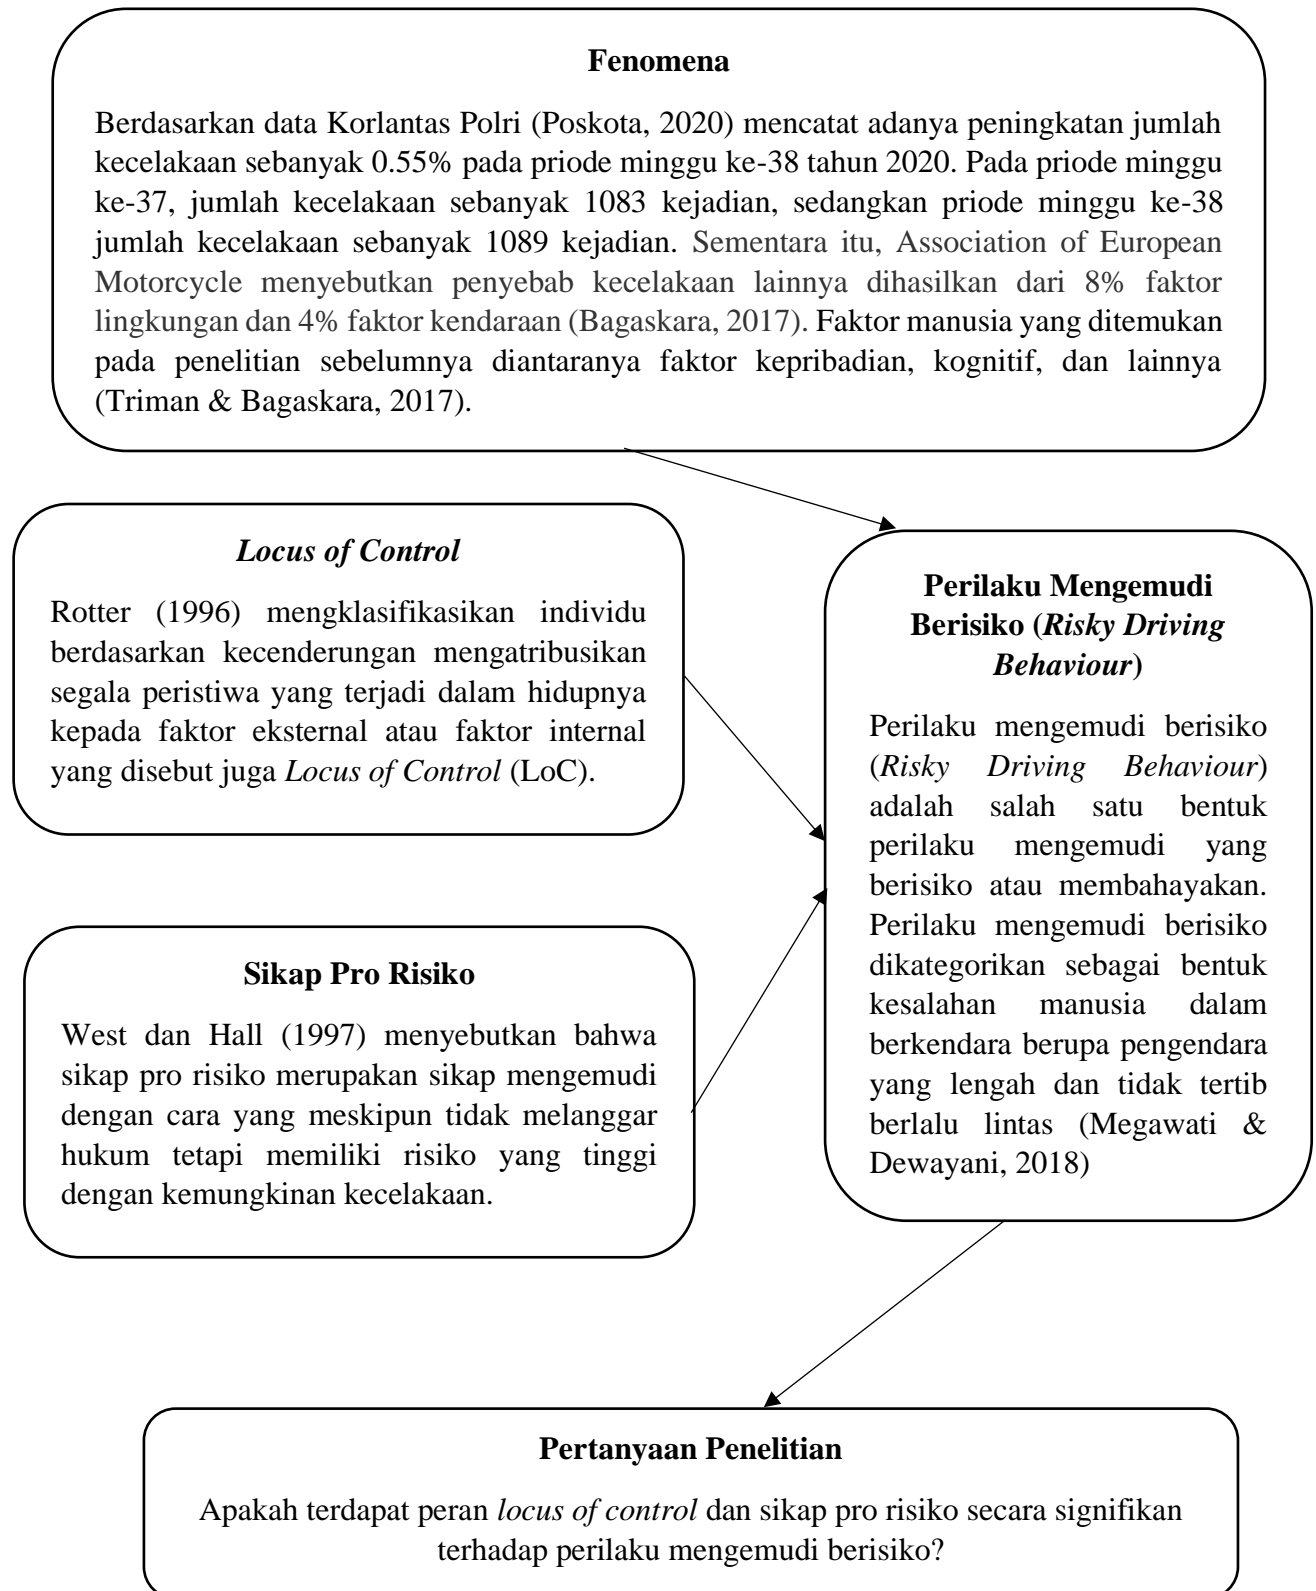 Fenomena
Berdasarkan data Korlantas Polri (Poskota, 2020) mencatat adanya peningkatan jumlah
kecelakaan sebanyak 0.55% pada priode minggu ke-38 tahun 2020. Pada priode minggu
ke-37, jumlah kecelakaan sebanyak 1083 kejadian, sedangkan priode minggu ke-38
jumlah kecelakaan sebanyak 1089 kejadian. Sementara itu, Association of European
Motorcycle menyebutkan penyebab kecelakaan lainnya dihasilkan dari 8% faktor
lingkungan dan 4% faktor kendaraan (Bagaskara, 2017). Faktor manusia yang ditemukan
pada penelitian sebelumnya diantaranya faktor kepribadian, kognitif, dan lainnya
(Triman & Bagaskara, 2017).
Locus of Control
Rotter (1996) mengklasifikasikan individu
berdasarkan kecenderungan mengatribusikan
segala peristiwa yang terjadi dalam hidupnya
kepada faktor eksternal atau faktor internal
yang disebut juga Locus of Control (LoC).
Sikap Pro Risiko
West dan Hall (1997) menyebutkan bahwa
sikap pro risiko merupakan sikap mengemudi
dengan cara yang meskipun tidak melanggar
hukum tetapi memiliki risiko yang tinggi
dengan kemungkinan kecelakaan.
Perilaku Mengemudi
Berisiko (Risky Driving
Behaviour)
Perilaku mengemudi berisiko
(Risky Driving Behaviour)
adalah salah satu bentuk
perilaku mengemudi yang
berisiko atau membahayakan.
Perilaku mengemudi berisiko
dikategorikan sebagai bentuk
kesalahan manusia dalam
berkendara berupa pengendara
yang lengah dan tidak tertib
berlalu lintas (Megawati &
Dewayani, 2018)
Pertanyaan Penelitian
Apakah terdapat peran locus of control dan sikap pro risiko secara signifikan
terhadap perilaku mengemudi berisiko?